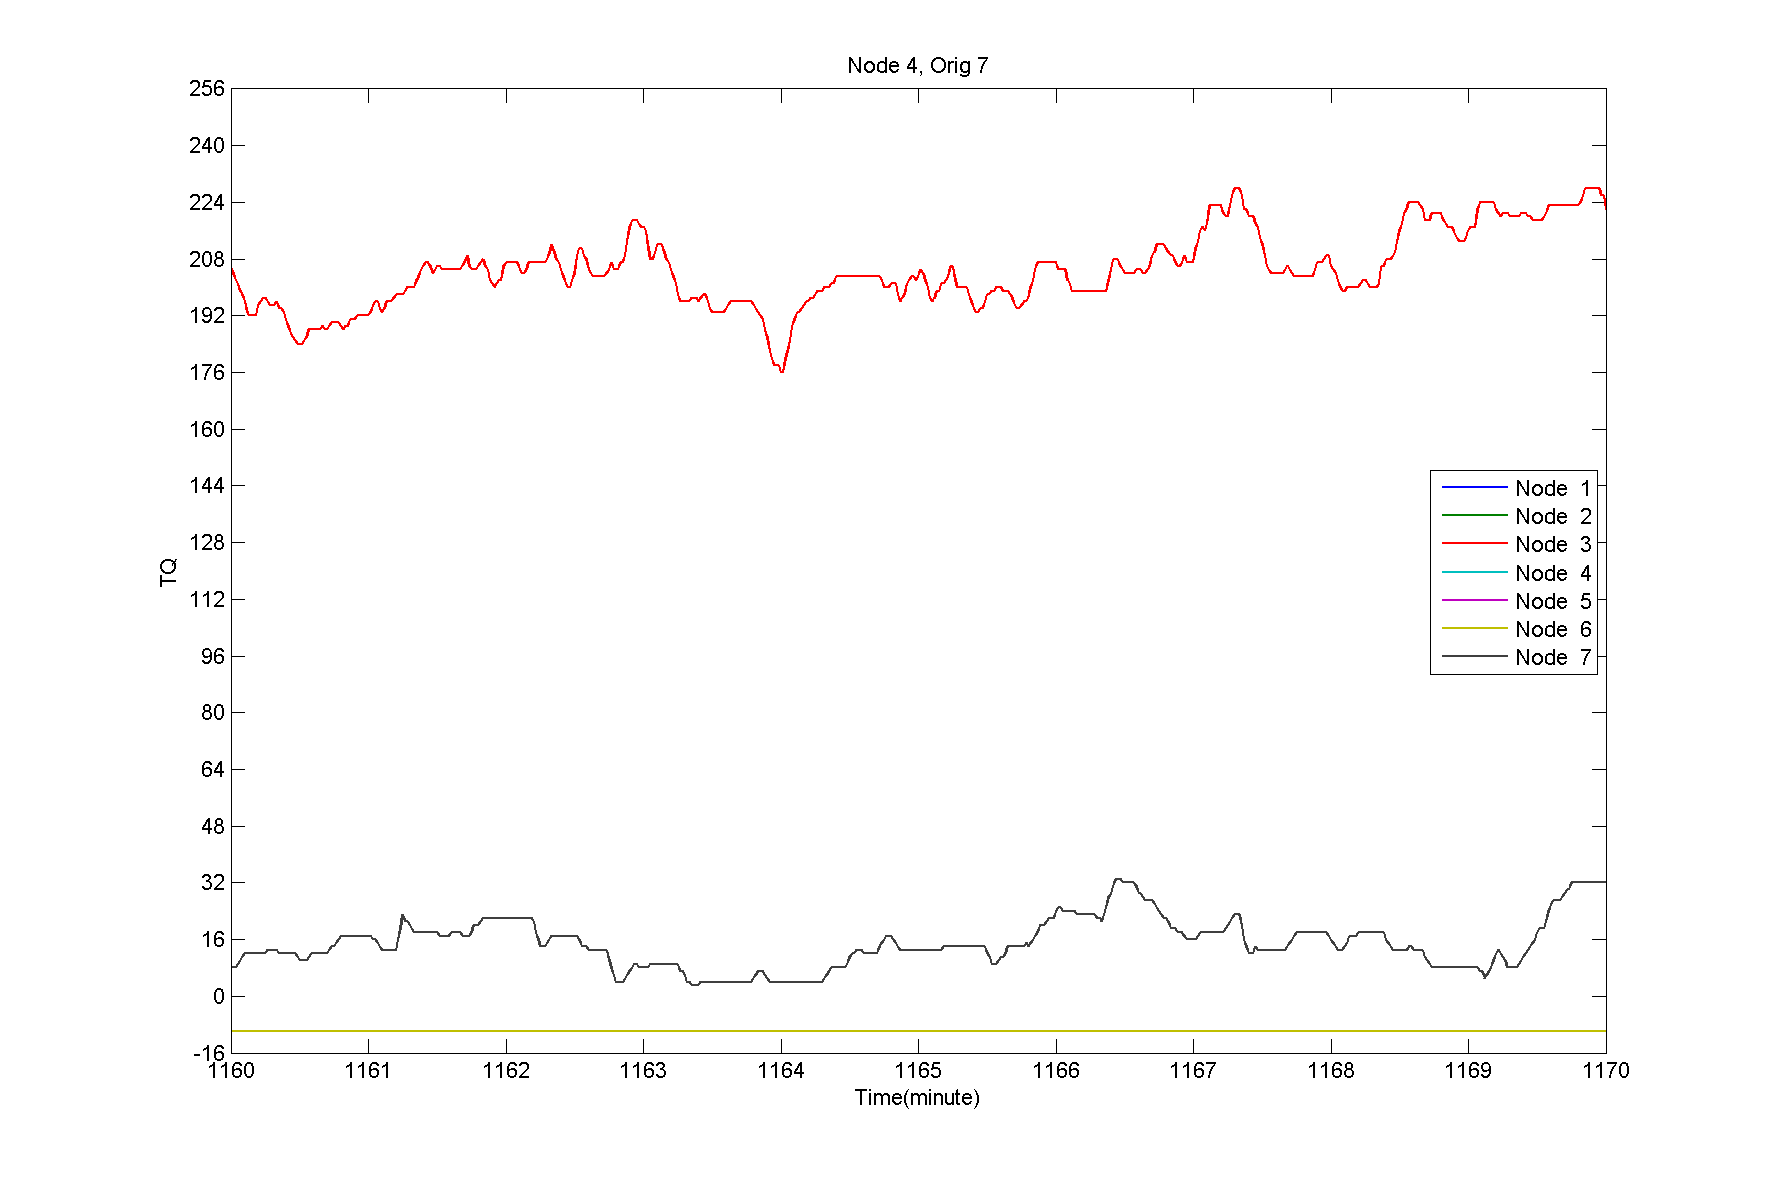 Node 4, Orig 7
256
240
224
208
192
176
160
144
128
112
96
80
64
48
32
16
0
-16
TQ
Node 1
Node 2
Node 3
Node 4
Node 5
Node 6
Node 7
1160 1161 1162 1163 1164 1165 1166 1167 1168 1169 1170
Time(minute)